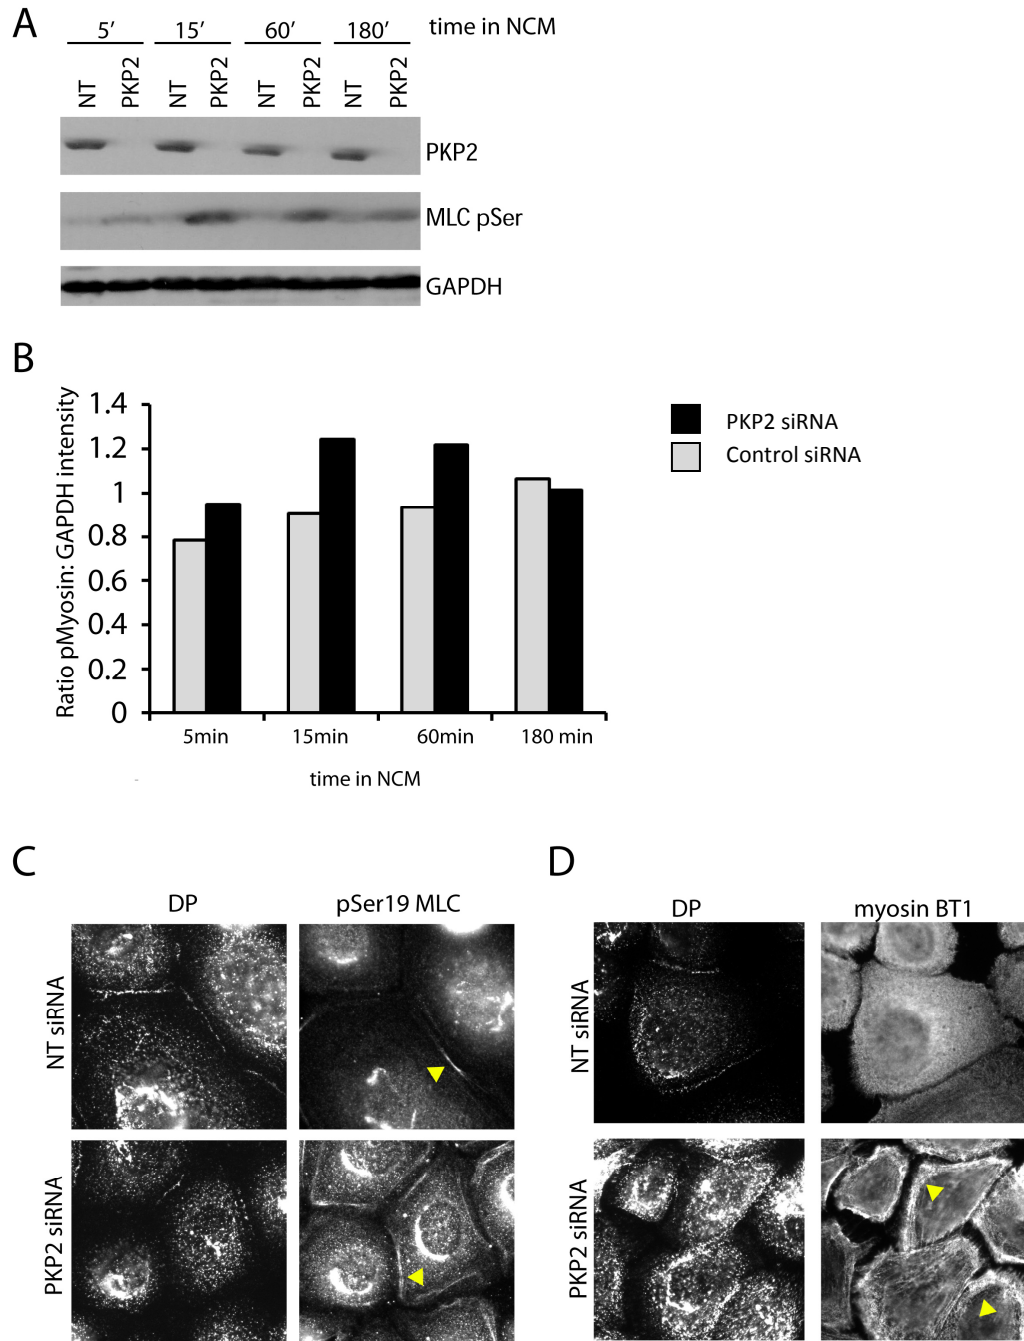 A
5′ 15′ 60′ 180′ time in NCM
NT PKP2 NT PKP2 NT PKP2 NT PKP2
PKP2
MLC pSer
GAPDH
B
Ratio pMyosin: GAPDH intensity
1.4
1.2
1
0.8
0.6
0.4
0.2
0
5min 15min 60min 180 min
time in NCM
PKP2 siRNA
Control siRNA
C
DP pSer19 MLC
NT siRNA
PKP2 siRNA
D
DP myosin BT1
NT siRNA
PKP2 siRNA